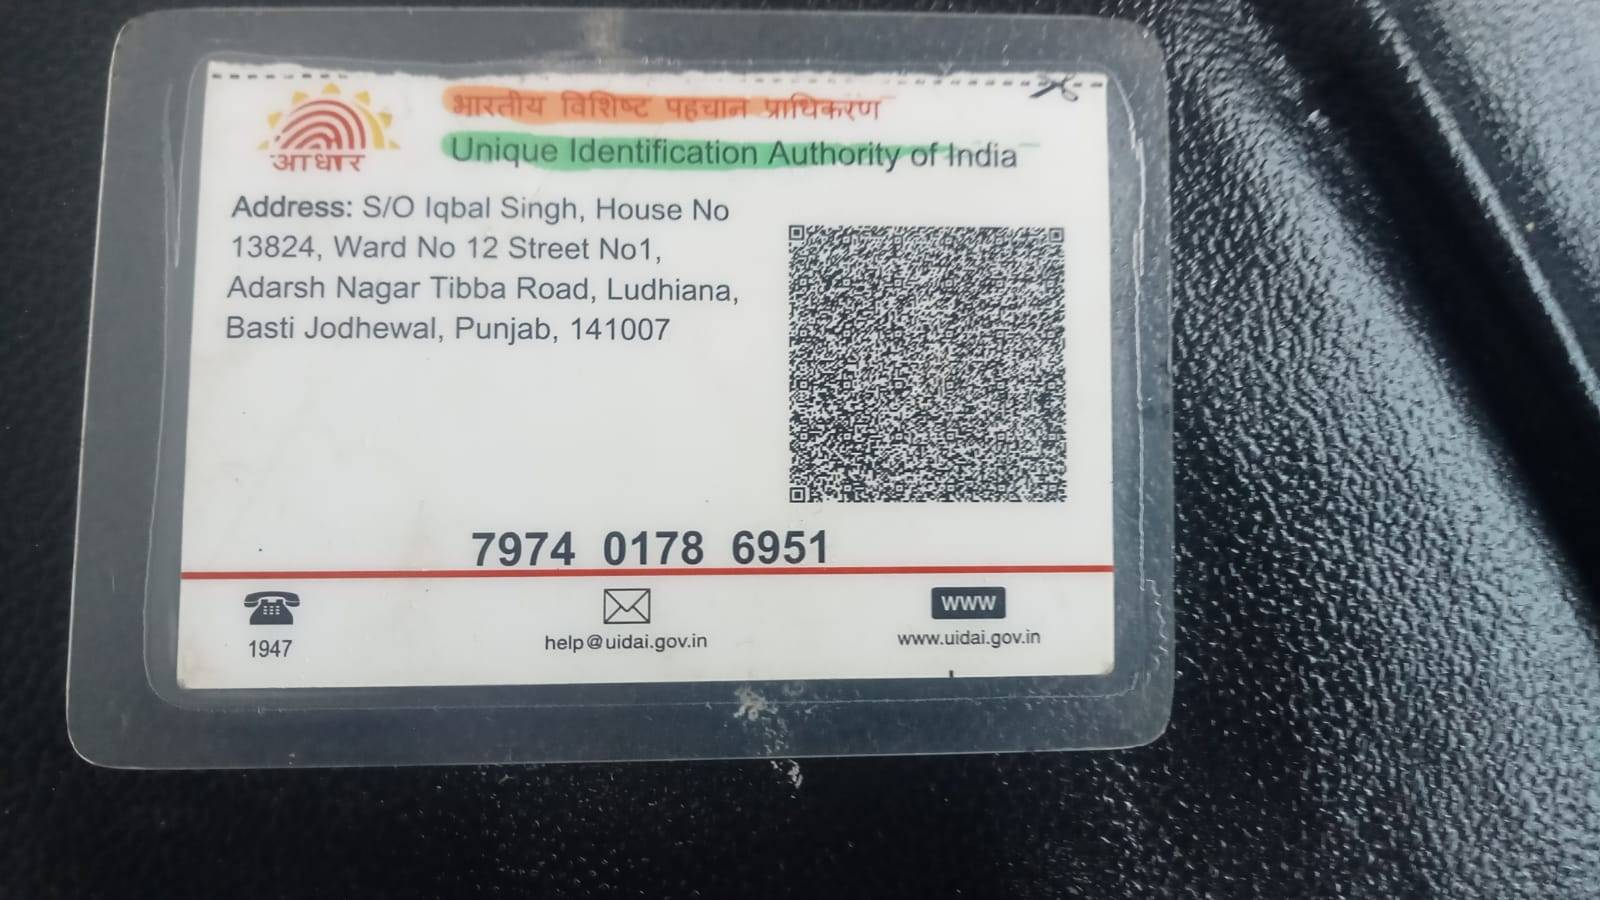 आधार
भारतीय विशिष्ट पहचान प्राधिकरण
Unique Identification Authority of India
Address: S/O Iqbal Singh, House No
13824, Ward No 12 Street No1,
Adarsh Nagar Tibba Road, Ludhiana,
Basti Jodhewal, Punjab, 141007
7974 0178 6951
1947
help@uidai.gov.in
www
www.uidai.gov.in